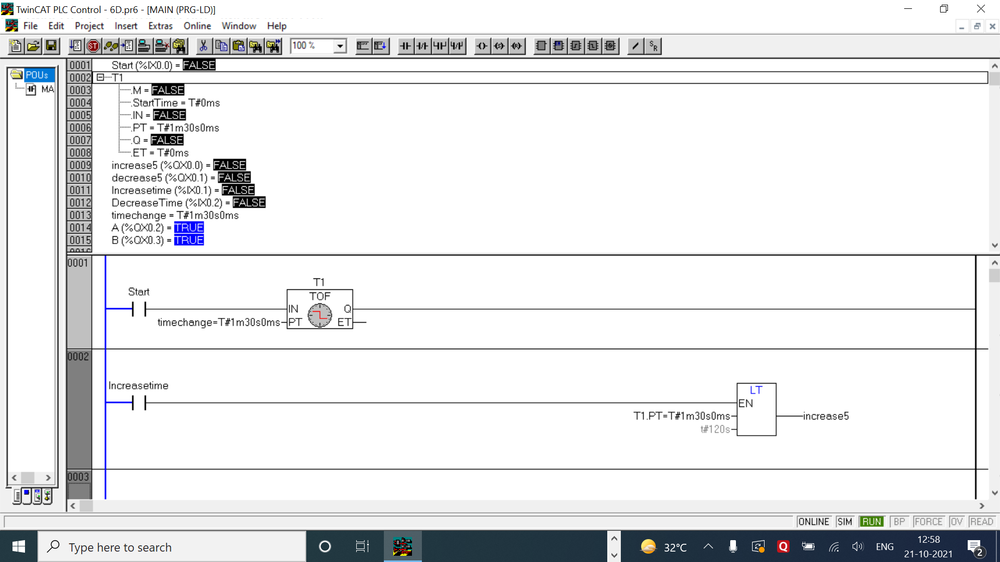 TwinCAT PLC Control - 6D.pr6 - [MAIN (PRG-LD)]
File Edit Project Insert Extras Online Window Help
100 %
POUs
MA
0001 Start (%IX0.0) = FALSE
0002 T1
0003 .M = FALSE
0004 .StartTime = T#0ms
0005 .IN = FALSE
0006 .PT = T#1m30s0ms
0007 .Q = FALSE
0008 .ET = T#0ms
0009 increase5 (%QX0.0) = FALSE
0010 decrease5 (%QX0.1) = FALSE
0011 Increasetime (%IX0.1) = FALSE
0012 DecreaseTime (%IX0.2) = FALSE
0013 timechange = T#1m30s0ms
0014 A (%QX0.2) = TRUE
0015 B (%QX0.3) = TRUE
0001
T1
Start TOF
IN Q
timechange=T#1m30s0ms PT ET
0002
Increasetime
LT
EN
T1.PT=T#1m30s0ms increase5
t#120s
0003
ONLINE SIM RUN BP FORCE OV READ
Type here to search
32°C ENG
12:58
21-10-2021
2